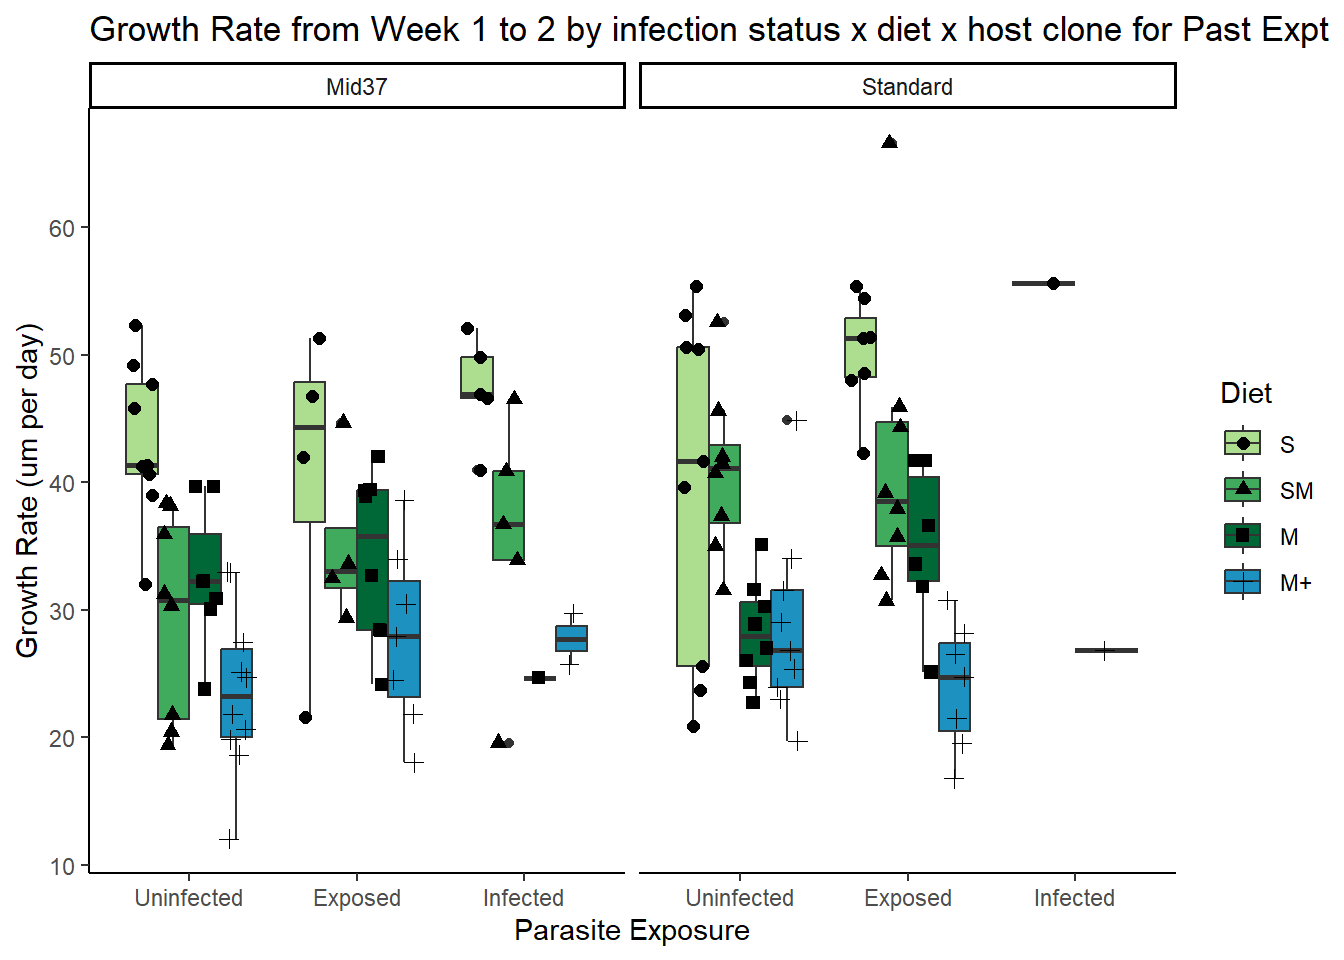 Growth Rate from Week 1 to 2 by infection status x diet x host clone for Past Expt
Mid37
Standard
Growth Rate (um per day)
60
50
40
30
20
10
Uninfected
Exposed
Infected
Uninfected
Exposed
Infected
Parasite Exposure
Diet
S
SM
M
M+